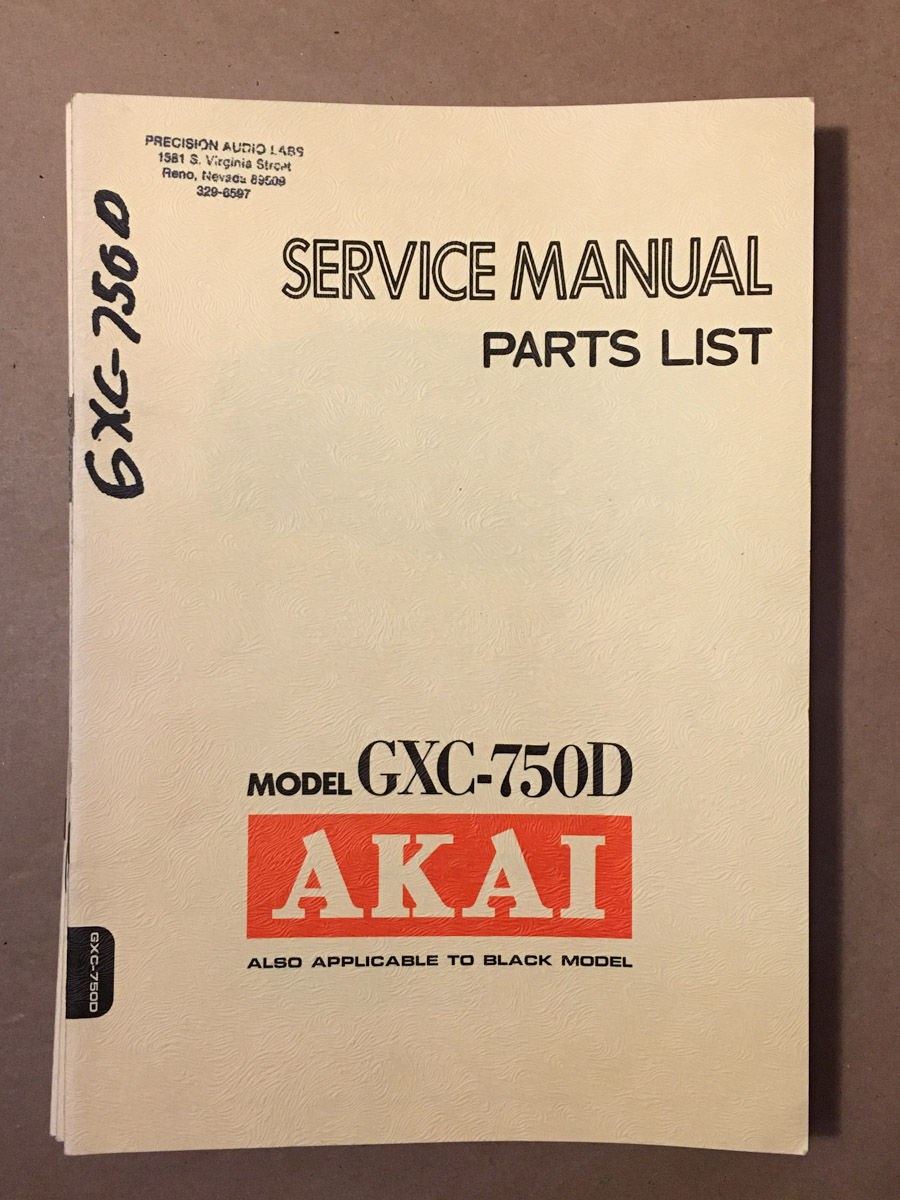 PRECISION AUDIO LABS
1581 S. Virginia Street
Reno, Nevada 89509
329-6597
GXC-750D
SERVICE MANUAL
PARTS LIST
MODEL GXC-750D
AKAI
ALSO APPLICABLE TO BLACK MODEL
GXC-750D